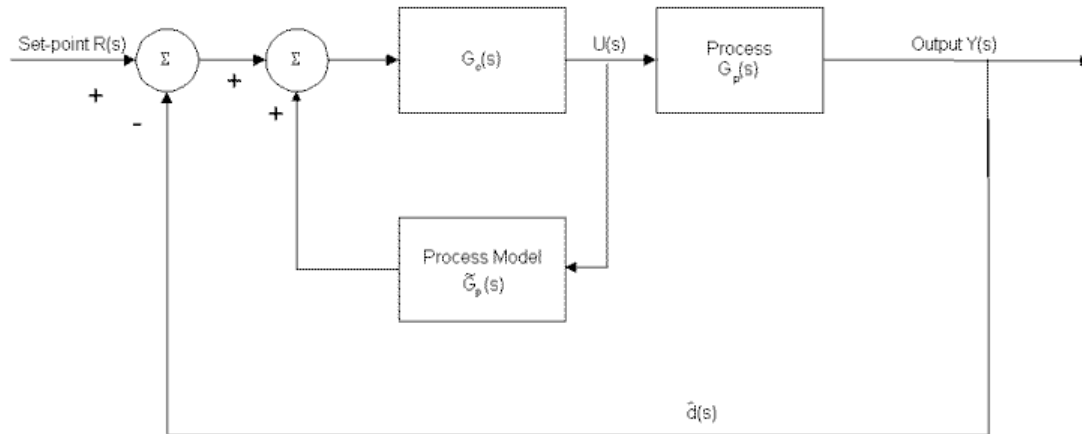 Set-point R(s)
Σ
Σ
G_c(s)
U(s)
Process
G_p(s)
Output Y(s)
+
-
+
+
Process Model
G̃_p(s)
d̂(s)